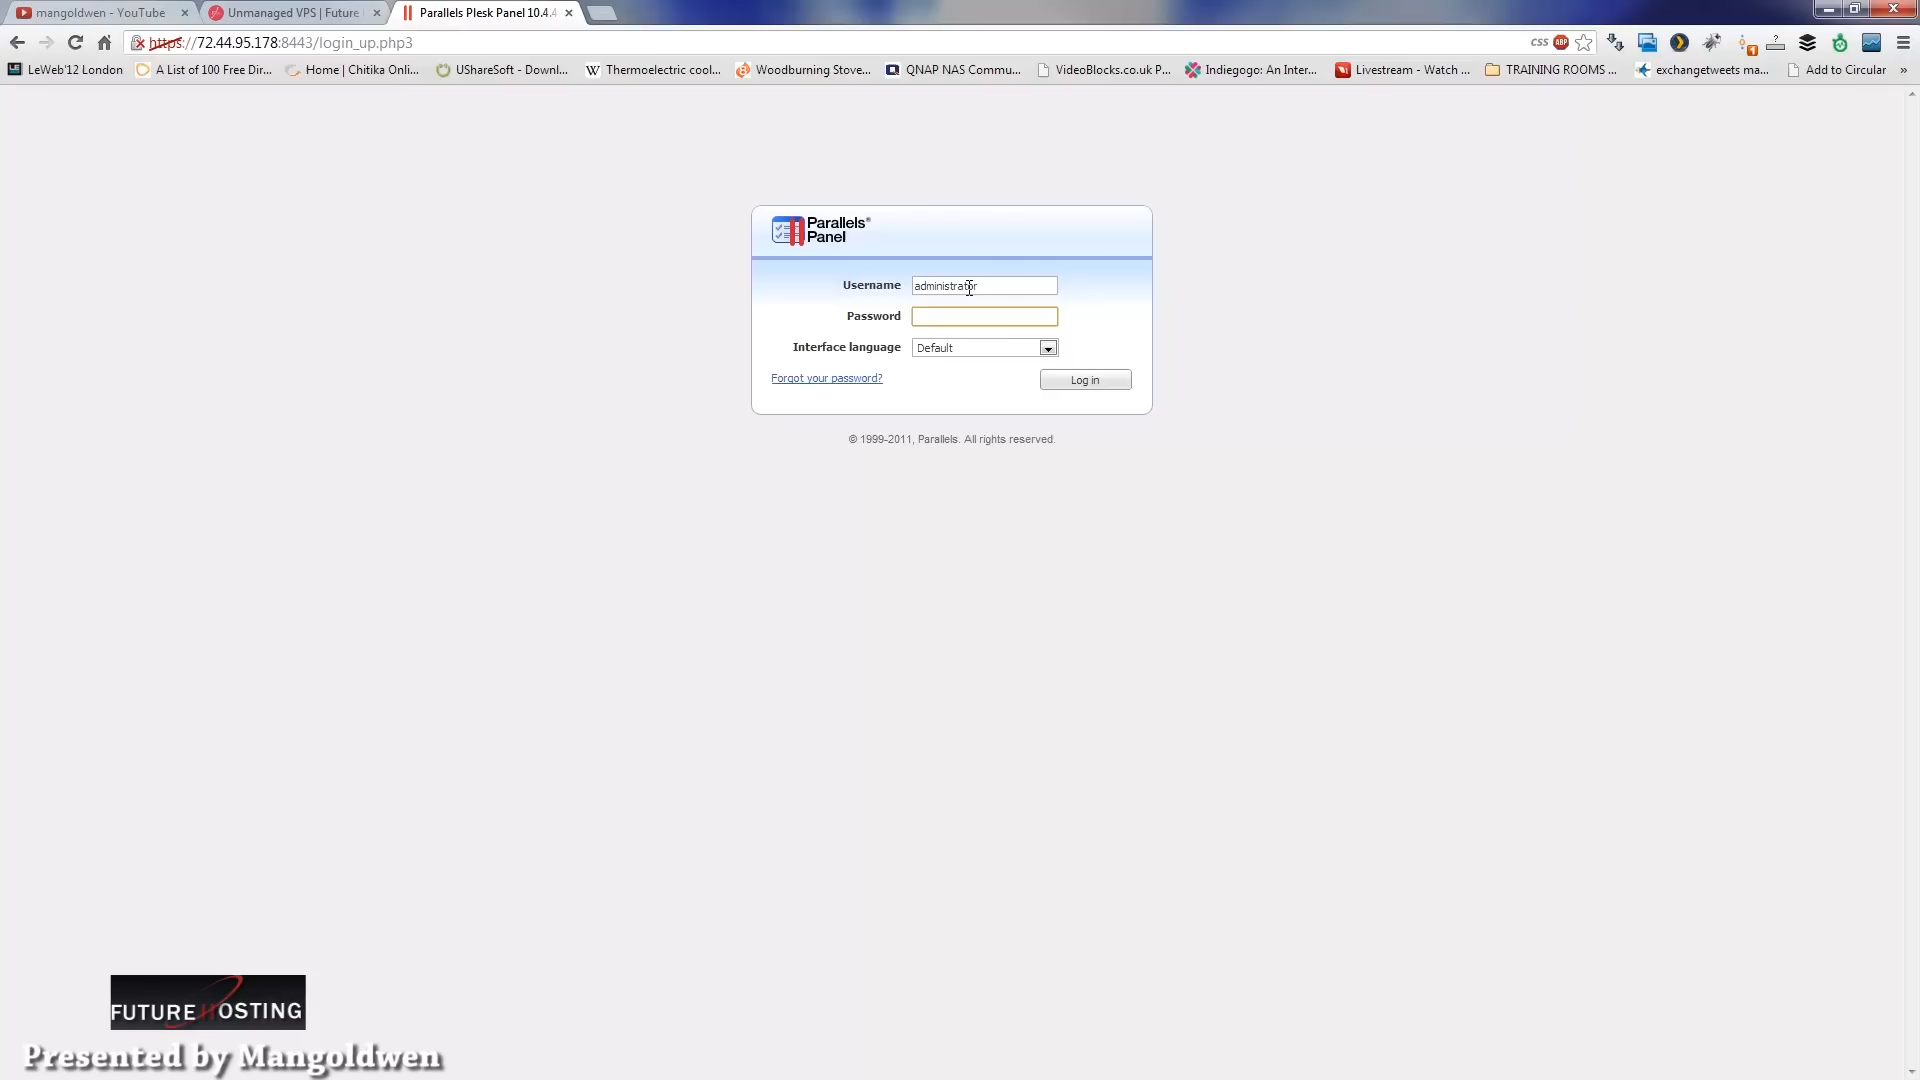 mangoldwen - YouTube
Unmanaged VPS | Future
Parallels Plesk Panel 10.4.4
https://72.44.95.178:8443/login_up.php3
CSS
ABP
LeWeb'12 London
A List of 100 Free Dir...
Home | Chitika Onli...
UShareSoft - Downl...
Thermoelectric cool...
Woodburning Stove...
QNAP NAS Commu...
VideoBlocks.co.uk P...
Indiegogo: An Inter...
Livestream - Watch ...
TRAINING ROOMS ...
exchangetweets ma...
Add to Circular
»
Parallels®
Panel
Username
administrator
Password
Interface language
Default
Forgot your password?
Log in
© 1999-2011, Parallels. All rights reserved.
FUTURE HOSTING
Presented by Mangoldwen